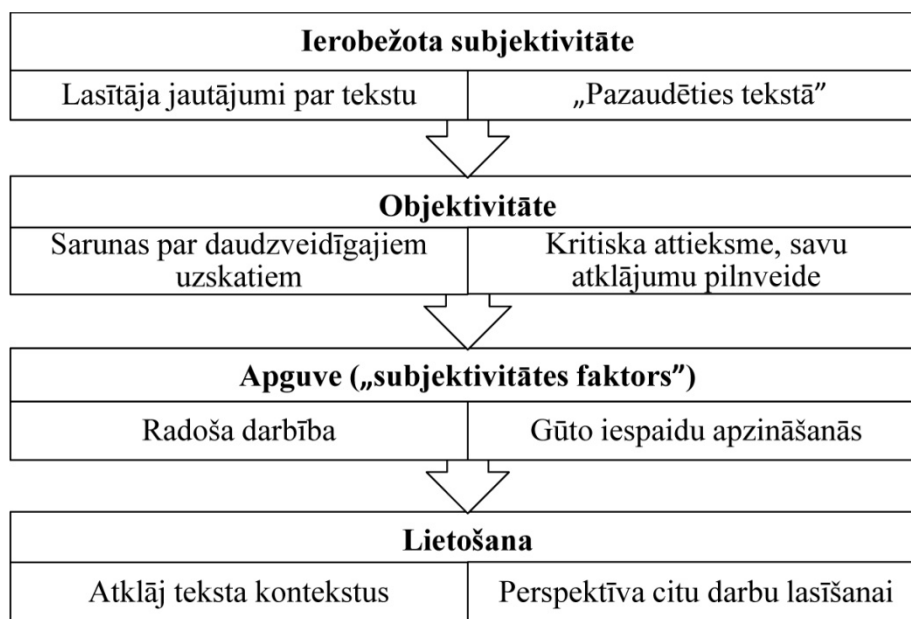 Ierobežota subjektivitāte
Lasītāja jautājumi par tekstu
„Pazaudēties tekstā”
Objektivitāte
Sarunas par daudzveidīgajiem
uzskatiem
Kritiska attieksme, savu
atklājumu pilnveide
Apguve („subjektivitātes faktors”)
Radoša darbība
Gūto iespaidu apzināšanās
Lietošana
Atklāj teksta kontekstus
Perspektīva citu darbu lasīšanai